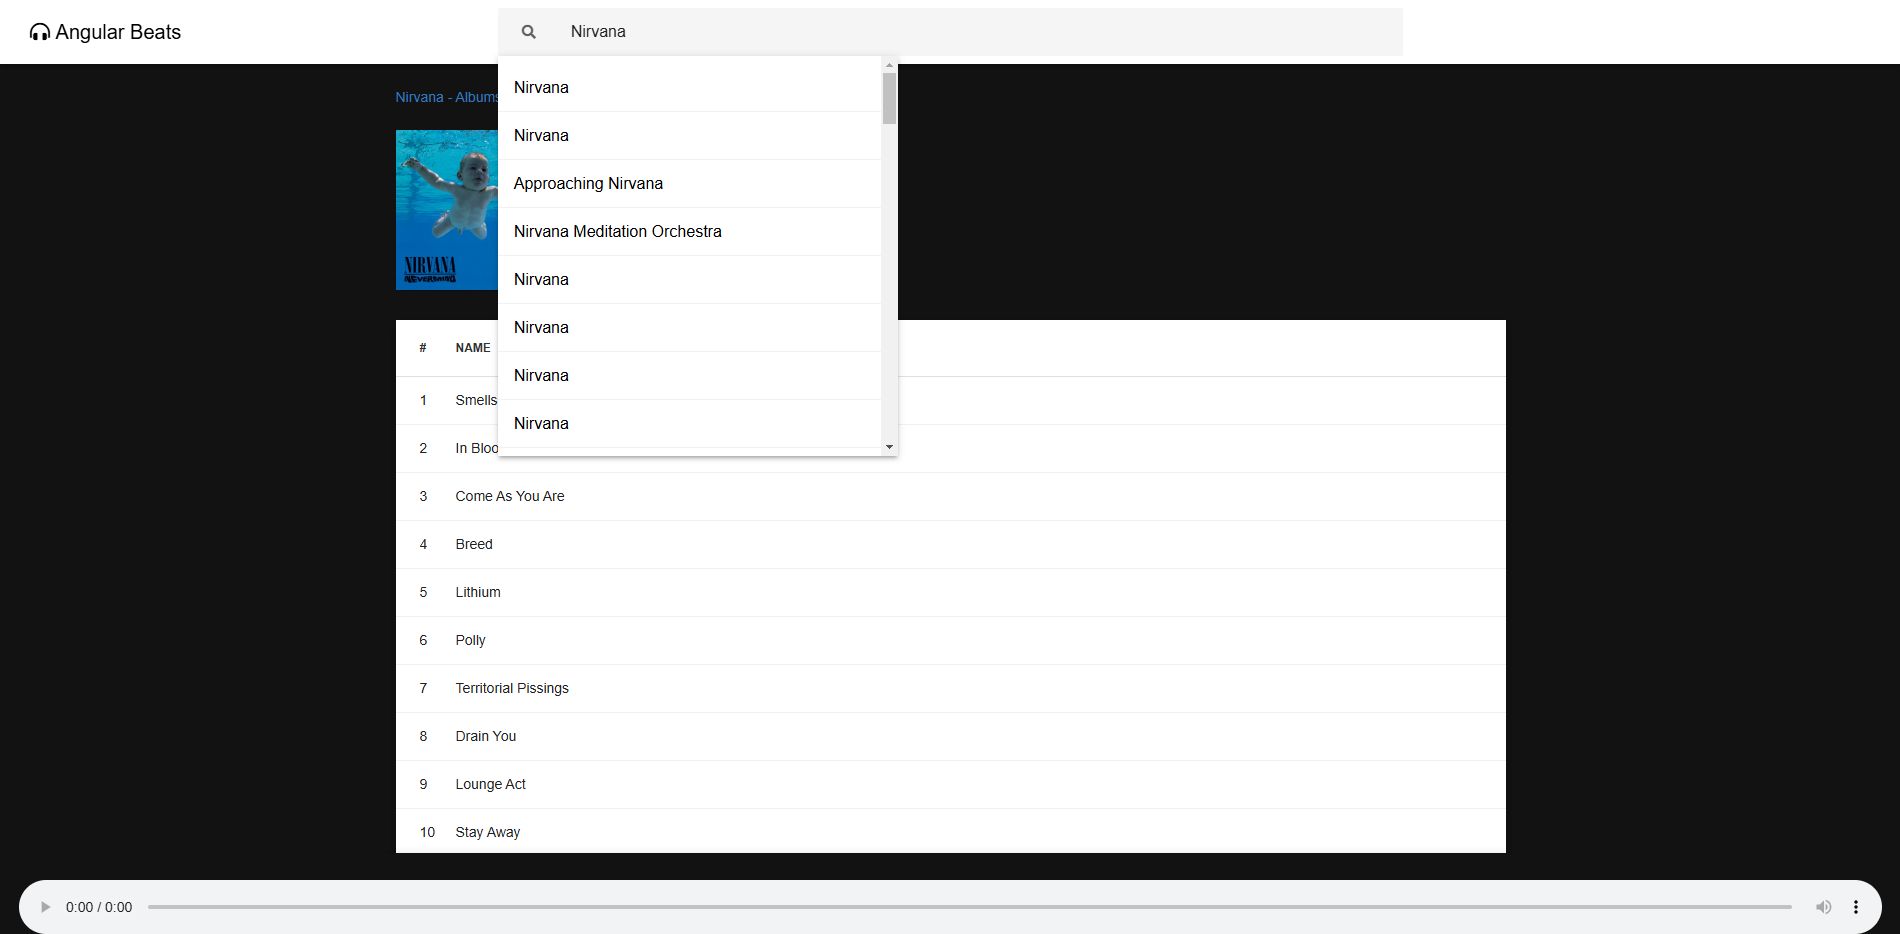 Angular Beats
Nirvana
Nirvana - Albums
Nirvana
Nirvana
Approaching Nirvana
Nirvana Meditation Orchestra
Nirvana
Nirvana
Nirvana
Nirvana
NIRVANA
NEVERMIND
# NAME
1 Smells
2 In Bloo
3 Come As You Are
4 Breed
5 Lithium
6 Polly
7 Territorial Pissings
8 Drain You
9 Lounge Act
10 Stay Away
0:00 / 0:00